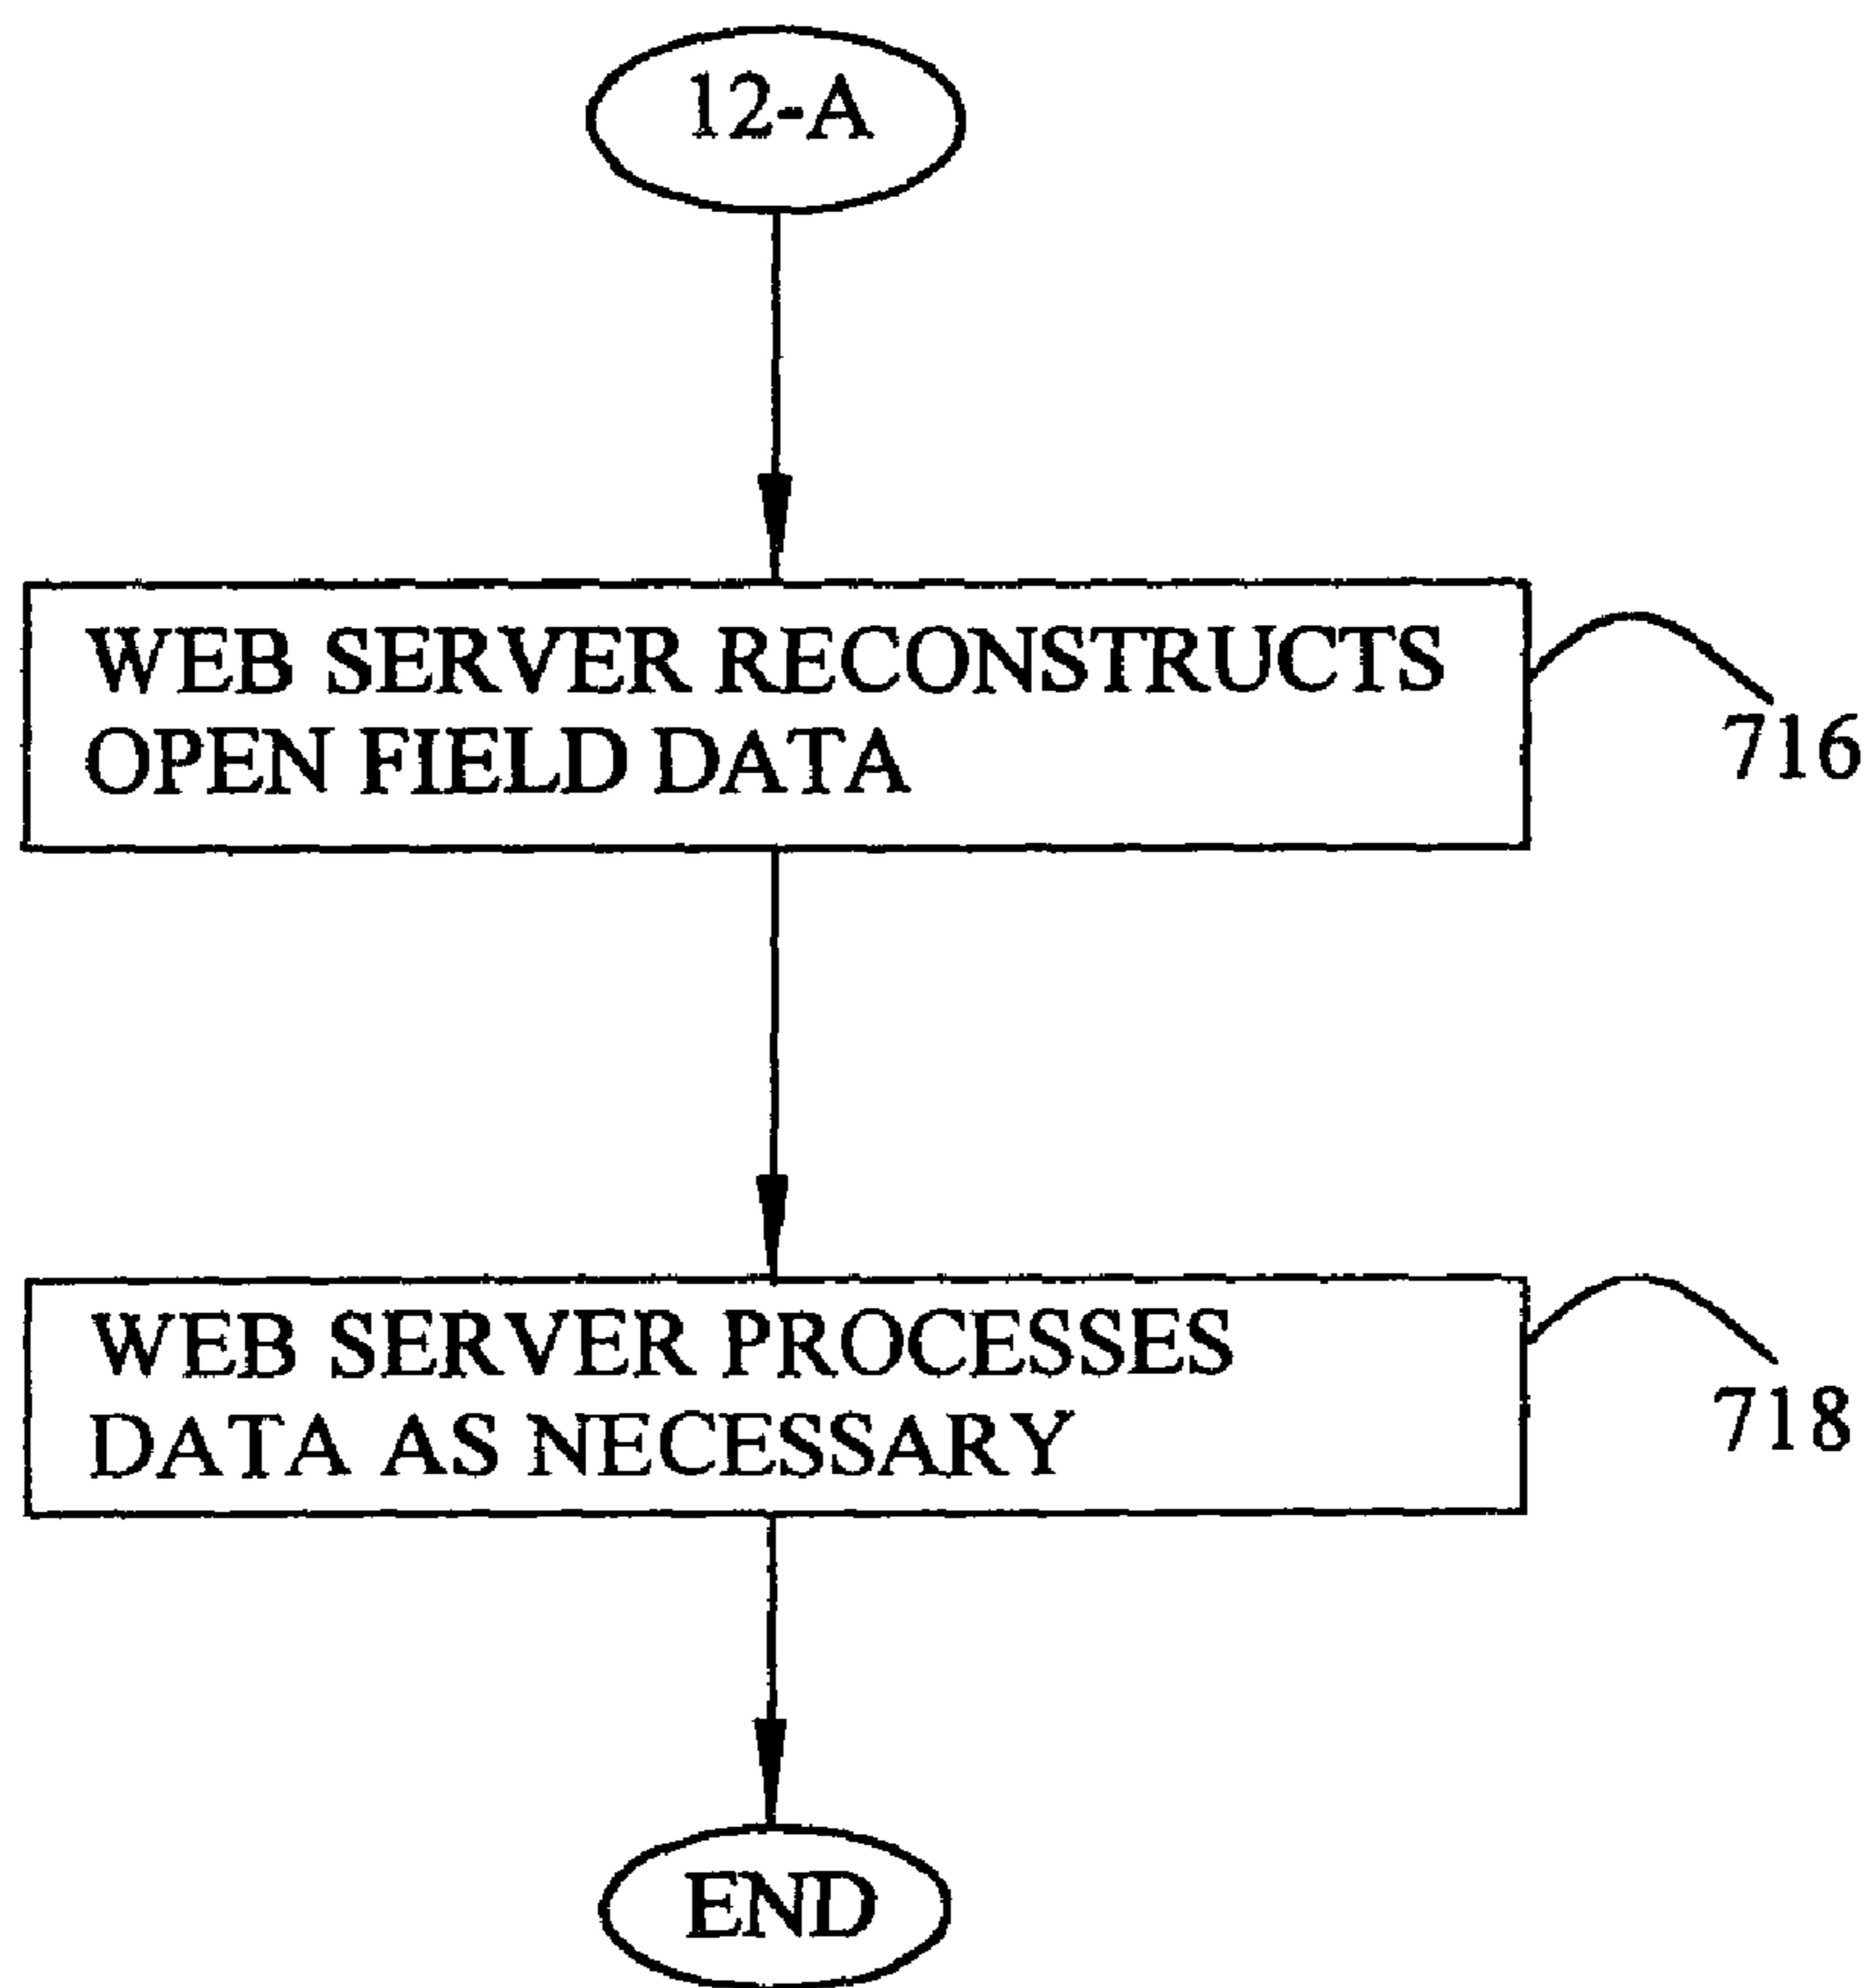 12-A
WEB SERVER RECONSTRUCTS
OPEN FIELD DATA
716
WEB SERVER PROCESSES
DATA AS NECESSARY
718
END